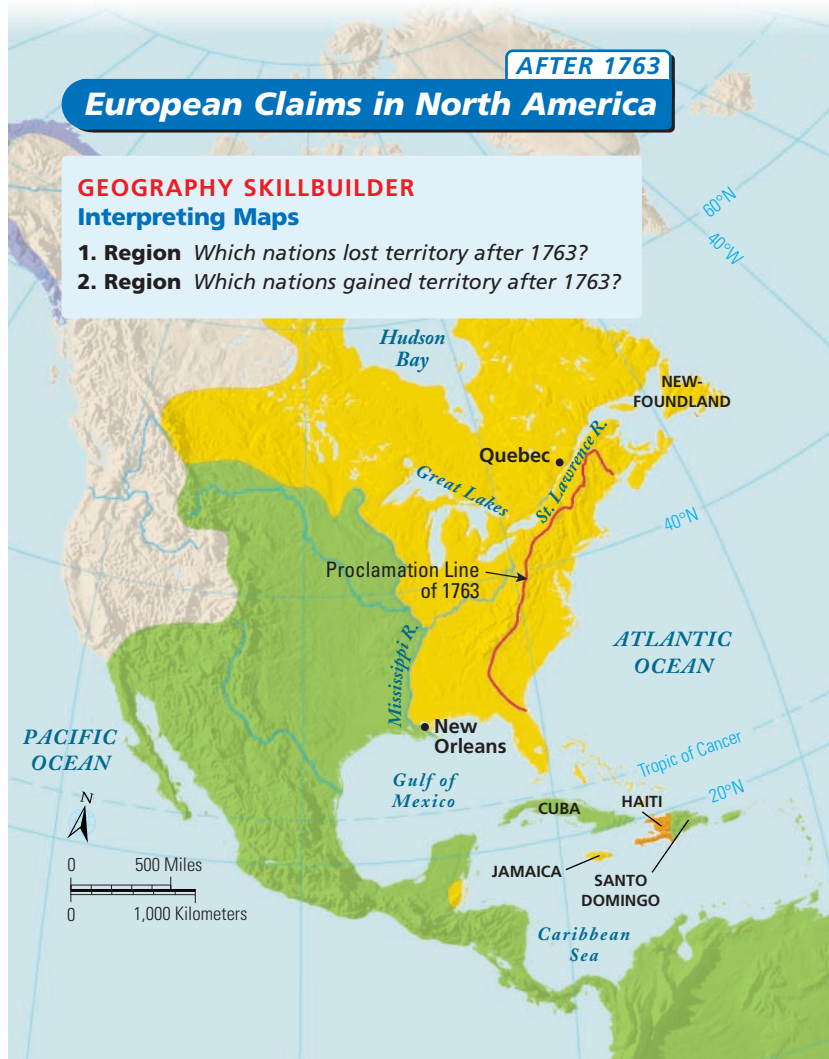 AFTER 1763
European Claims in North America
GEOGRAPHY SKILLBUILDER
Interpreting Maps
1. Region Which nations lost territory after 1763?
2. Region Which nations gained territory after 1763?
60°N
40°W
Hudson
Bay
NEW-
FOUNDLAND
Quebec
St. Lawrence R.
Great Lakes
40°N
Proclamation Line
of 1763
Mississippi R.
ATLANTIC
OCEAN
New
Orleans
PACIFIC
OCEAN
Gulf of
Mexico
Tropic of Cancer
20°N
CUBA
HAITI
JAMAICA
SANTO
DOMINGO
N
0 500 Miles
0 1,000 Kilometers
Caribbean
Sea